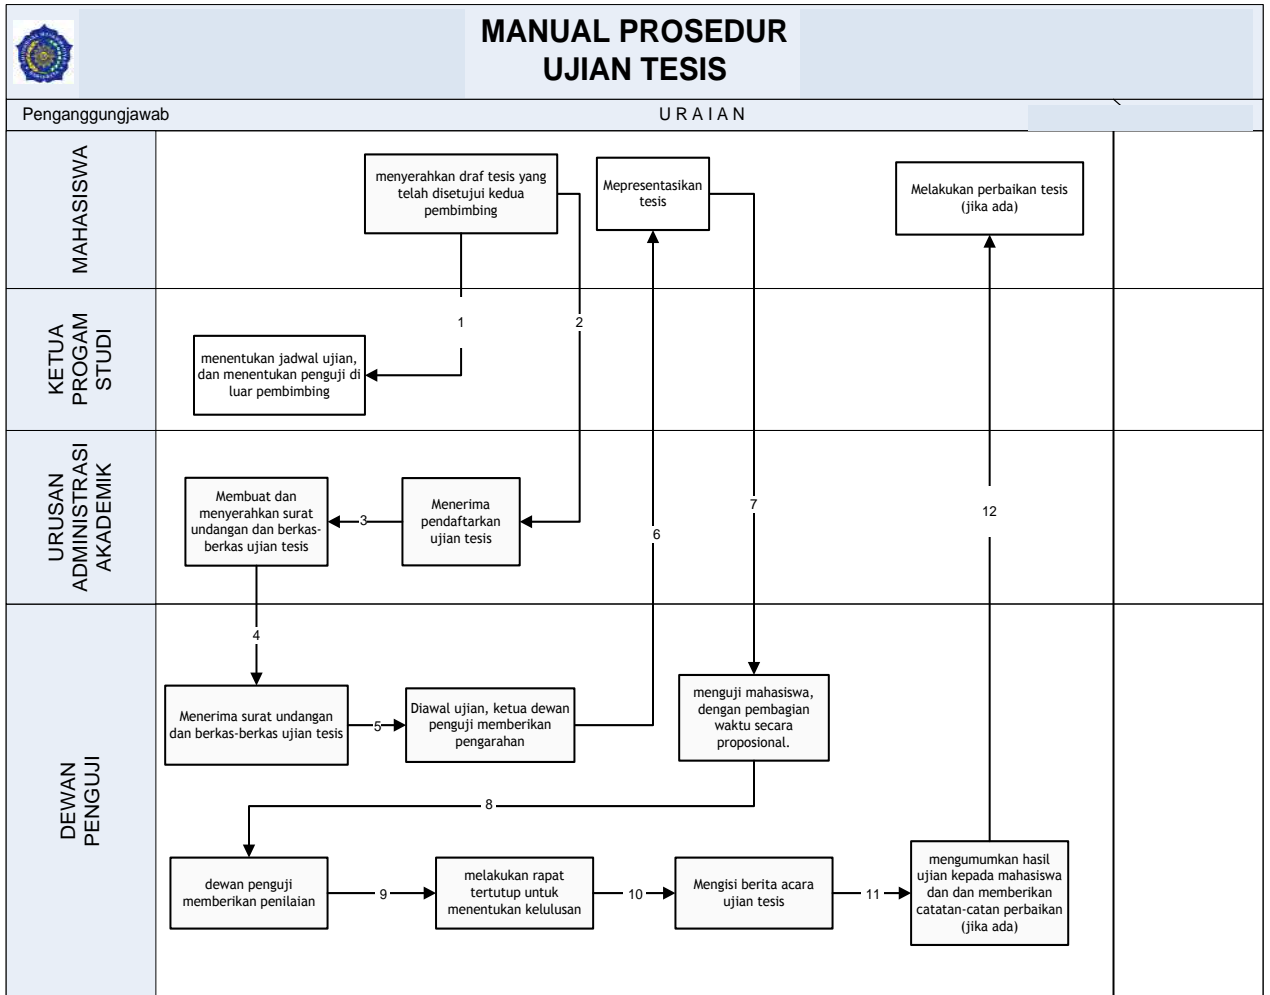 MANUAL PROSEDUR
UJIAN TESIS
Penganggungjawab
U R A I A N
MAHASISWA
menyerahkan draf tesis yang
telah disetujui kedua
pembimbing
Mepresentasikan
tesis
Melakukan perbaikan tesis
(jika ada)
KETUA
PROGAM
STUDI
1
2
menentukan jadwal ujian,
dan menentukan penguji di
luar pembimbing
URUSAN
ADMINISTRASI
AKADEMIK
Membuat dan
menyerahkan surat
undangan dan berkas-
berkas ujian tesis
3
Menerima
pendaftarkan
ujian tesis
6
7
12
DEWAN
PENGUJI
4
Menerima surat undangan
dan berkas-berkas ujian tesis
5
Diawal ujian, ketua dewan
penguji memberikan
pengarahan
menguji mahasiswa,
dengan pembagian
waktu secara
proposional.
8
dewan penguji
memberikan penilaian
9
melakukan rapat
tertutup untuk
menentukan kelulusan
10
Mengisi berita acara
ujian tesis
11
mengumumkan hasil
ujian kepada mahasiswa
dan dan memberikan
catatan-catan perbaikan
(jika ada)